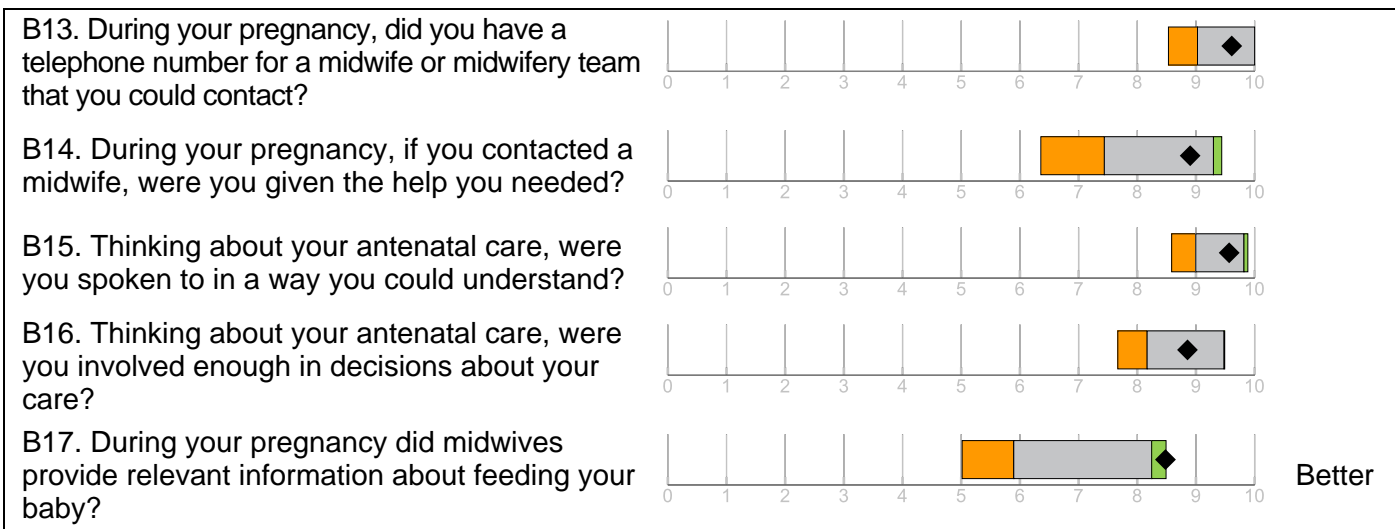 B13. During your pregnancy, did you have a
telephone number for a midwife or midwifery team
that you could contact?
0 1 2 3 4 5 6 7 8 9 10
B14. During your pregnancy, if you contacted a
midwife, were you given the help you needed?
0 1 2 3 4 5 6 7 8 9 10
B15. Thinking about your antenatal care, were
you spoken to in a way you could understand?
0 1 2 3 4 5 6 7 8 9 10
B16. Thinking about your antenatal care, were
you involved enough in decisions about your
care?
0 1 2 3 4 5 6 7 8 9 10
B17. During your pregnancy did midwives
provide relevant information about feeding your
baby?
0 1 2 3 4 5 6 7 8 9 10
Better